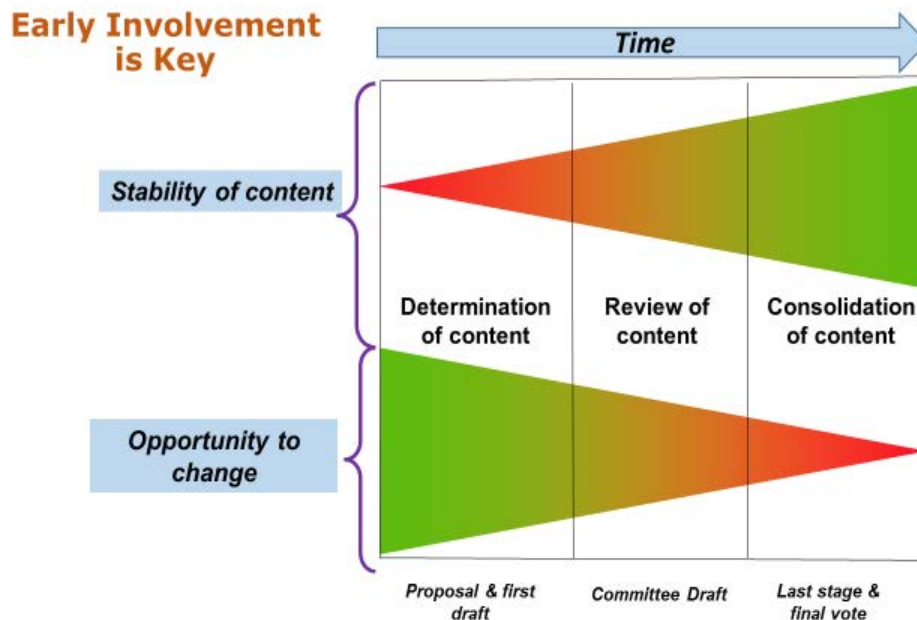 Early Involvement
is Key
Time
Stability of content
Determination
of content
Review of
content
Consolidation
of content
Opportunity to
change
Proposal & first
draft
Committee Draft
Last stage &
final vote